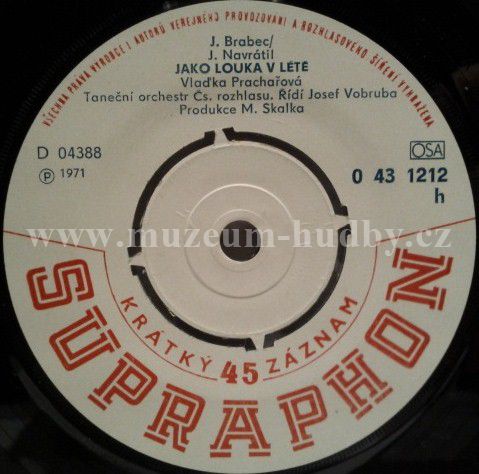 VŠECHNA PRÁVA VÝROBCE I AUTORŮ VEŘEJNÉHO PROVOZOVÁNÍ A ROZHLASOVÉHO ŠÍŘENÍ VYHRAŽENA
J. Brabec/
J. Navrátil
JAKO LOUKA V LÉTĚ
Vlaďka Prachařová
Taneční orchestr Čs. rozhlasu. Řídí Josef Vobruba
Produkce M. Skalka
D 04388
Ⓟ 1971
OSA
0 43 1212
h
www.muzeum-hudby.cz
KRÁTKÝ 45 ZÁZNAM
SUPRAPHON